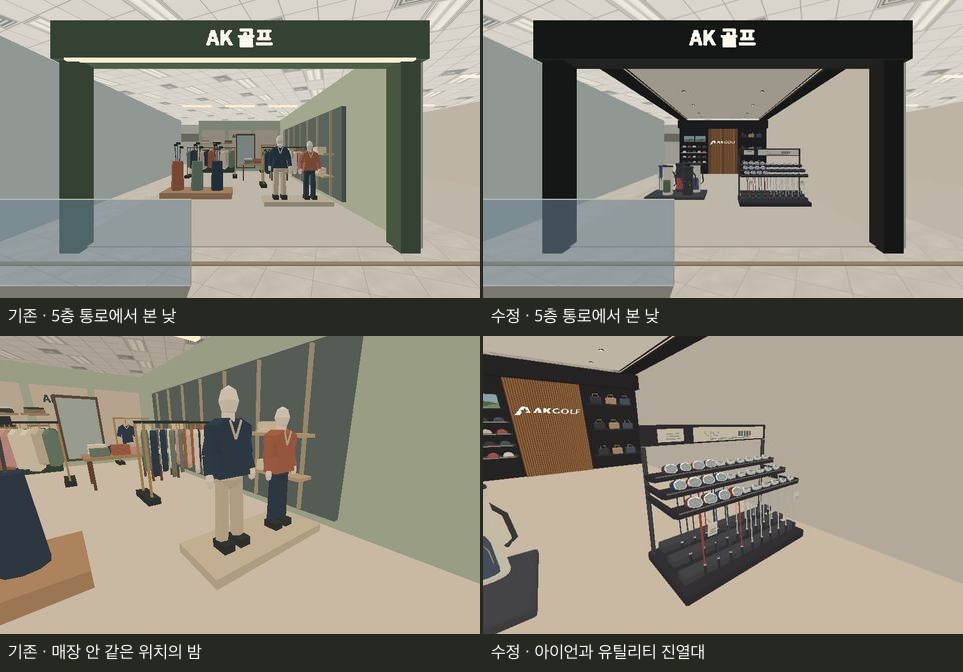 AK 골프
AK 골프
기존 · 5층 통로에서 본 낮
수정 · 5층 통로에서 본 낮
AKGOLF
기존 · 매장 안 같은 위치의 밤
수정 · 아이언과 유틸리티 진열대